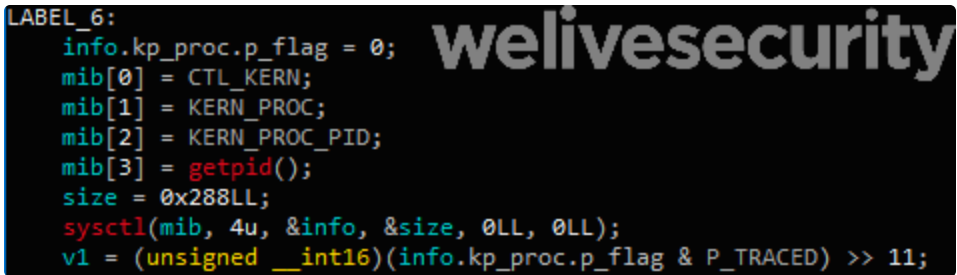 LABEL_6:
welivesecurity
info.kp_proc.p_flag = 0;
mib[0] = CTL_KERN;
mib[1] = KERN_PROC;
mib[2] = KERN_PROC_PID;
mib[3] = getpid();
size = 0x288LL;
sysctl(mib, 4u, &info, &size, 0LL, 0LL);
v1 = (unsigned __int16)(info.kp_proc.p_flag & P_TRACED) >> 11;